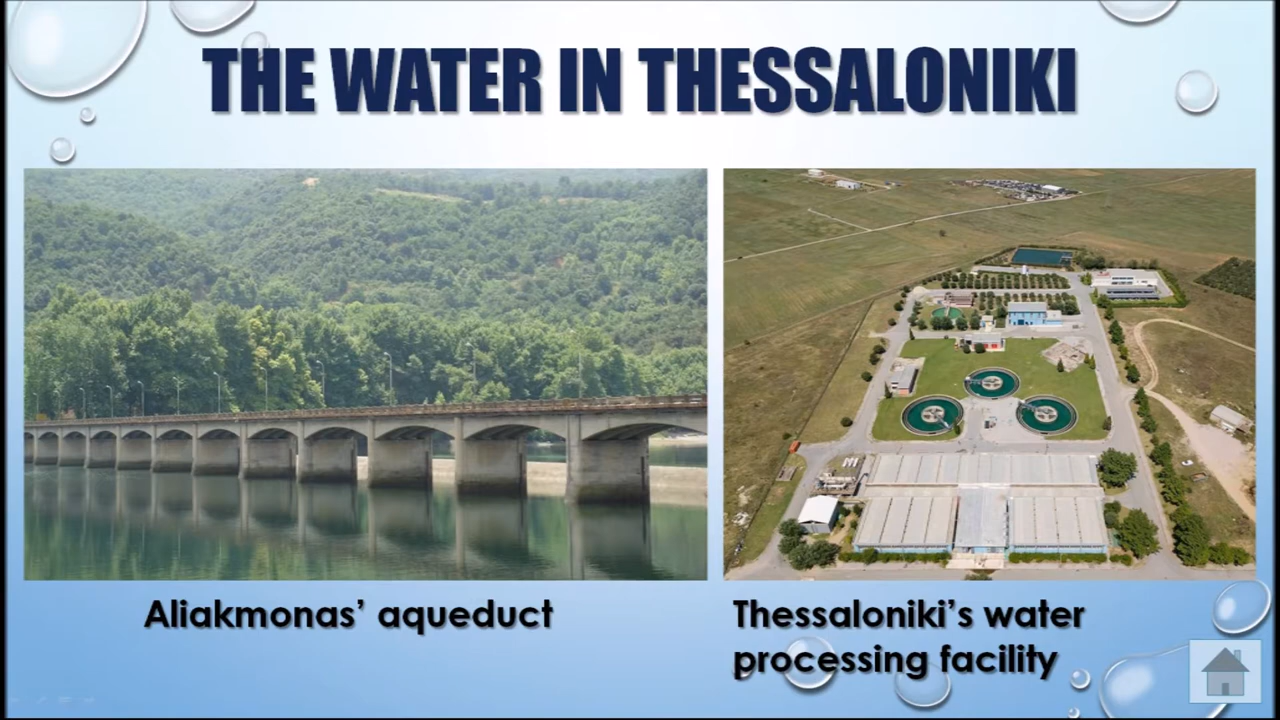 THE WATER IN THESSALONIKI
Aliakmonas’ aqueduct
Thessaloniki’s water
processing facility